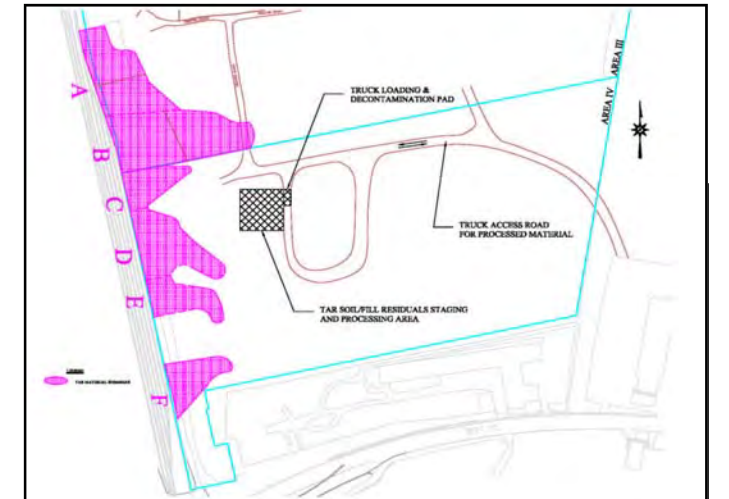 AREA III
AREA IV
TRUCK LOADING &
DECONTAMINATION PAD
A
B
C
D
E
F
TRUCK ACCESS ROAD
FOR PROCESSED MATERIAL
TAR SOIL/FILL RESIDUALS STAGING
AND PROCESSING AREA
LEGEND